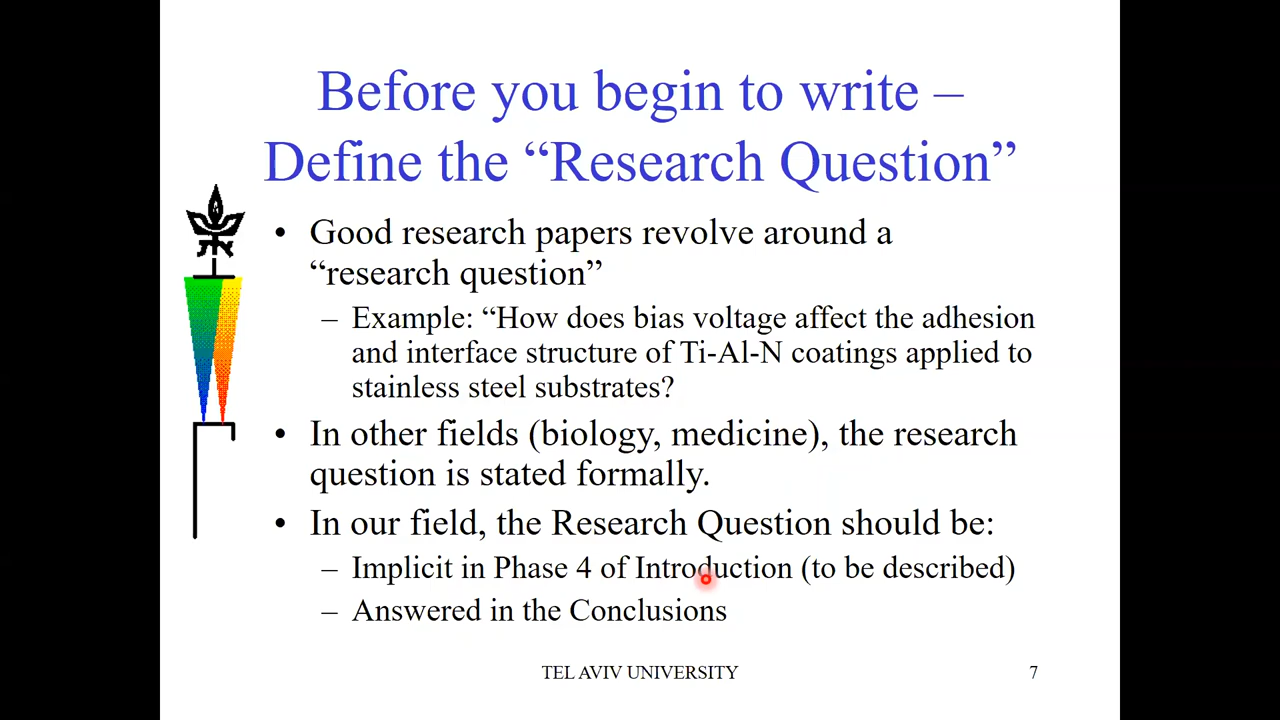 Before you begin to write –
Define the “Research Question”
• Good research papers revolve around a
“research question”
– Example: “How does bias voltage affect the adhesion
and interface structure of Ti-Al-N coatings applied to
stainless steel substrates?
• In other fields (biology, medicine), the research
question is stated formally.
• In our field, the Research Question should be:
– Implicit in Phase 4 of Introduction (to be described)
– Answered in the Conclusions
TEL AVIV UNIVERSITY
7